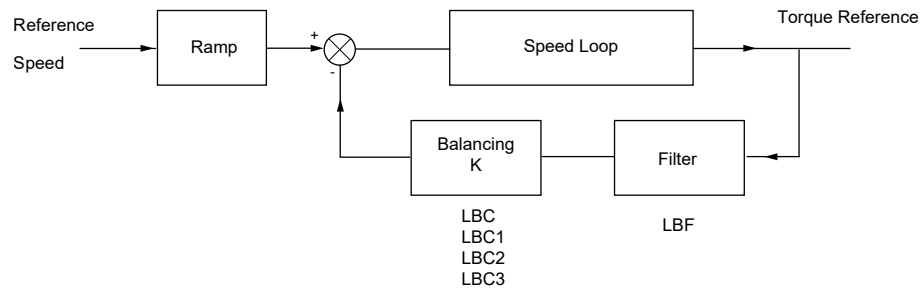 Reference
Speed
Ramp
+
-
Speed Loop
Torque Reference
Balancing
K
Filter
LBC
LBC1
LBC2
LBC3
LBF